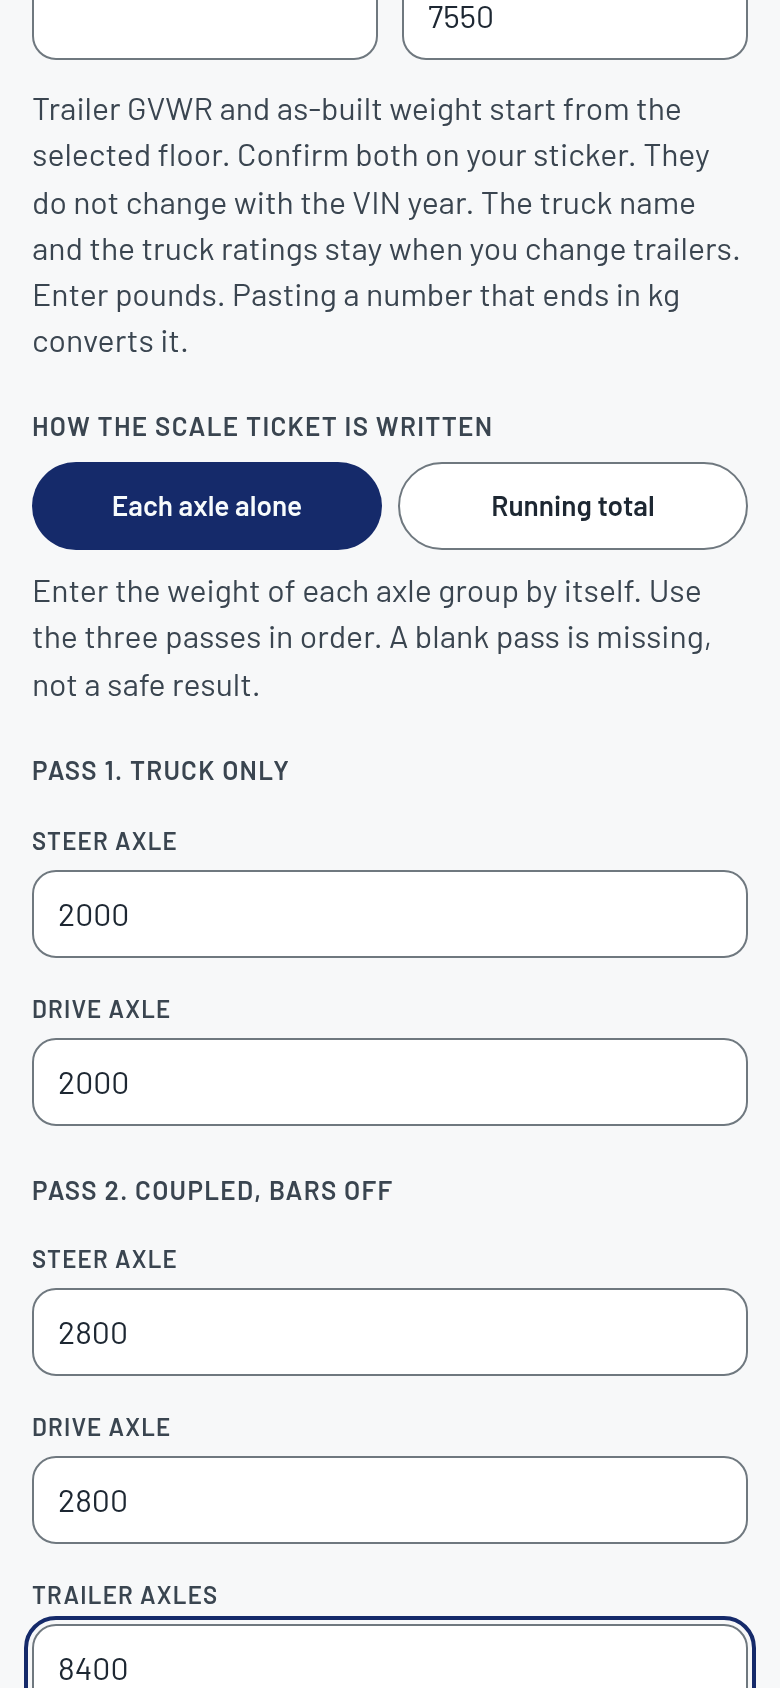 7550
Trailer GVWR and as-built weight start from the
selected floor. Confirm both on your sticker. They
do not change with the VIN year. The truck name
and the truck ratings stay when you change trailers.
Enter pounds. Pasting a number that ends in kg
converts it.
HOW THE SCALE TICKET IS WRITTEN
Each axle alone
Running total
Enter the weight of each axle group by itself. Use
the three passes in order. A blank pass is missing,
not a safe result.
PASS 1. TRUCK ONLY
STEER AXLE
2000
DRIVE AXLE
2000
PASS 2. COUPLED, BARS OFF
STEER AXLE
2800
DRIVE AXLE
2800
TRAILER AXLES
8400